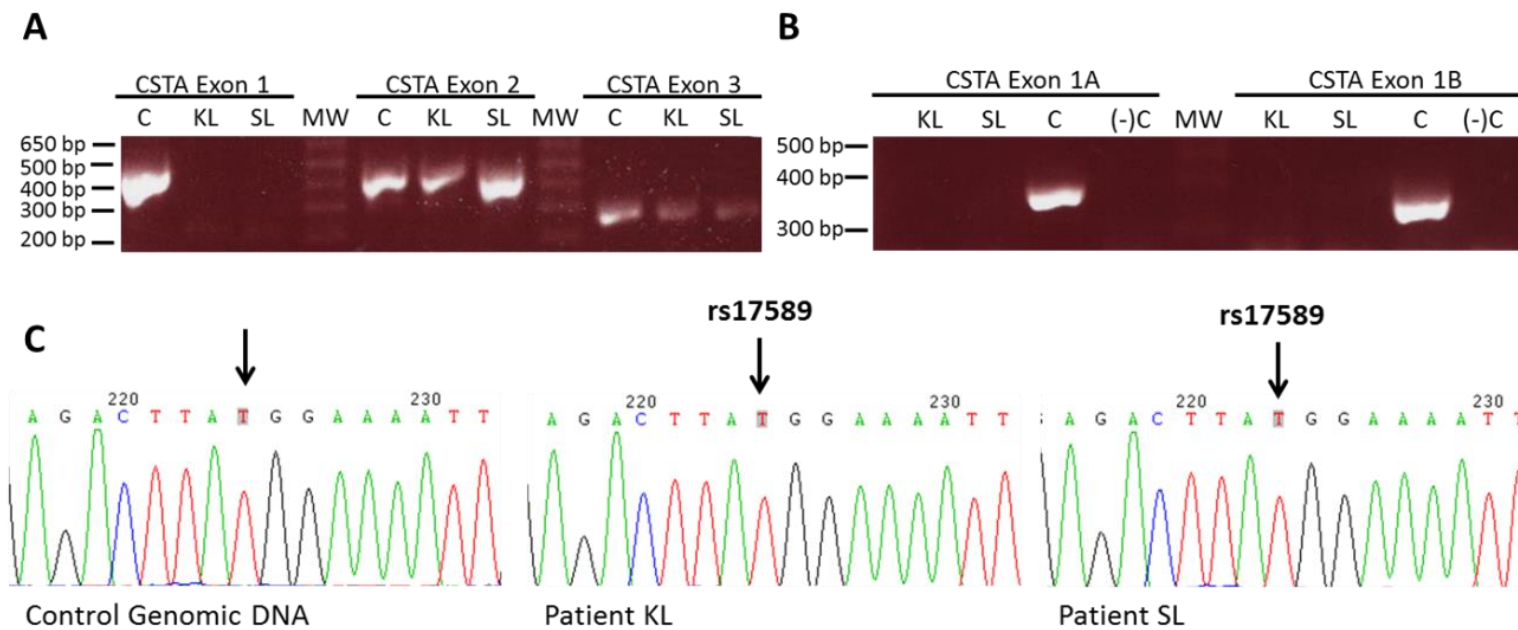 A
CSTA Exon 1 CSTA Exon 2 CSTA Exon 3
C KL SL MW C KL SL MW C KL SL
650 bp
500 bp
400 bp
300 bp
200 bp
B
CSTA Exon 1A CSTA Exon 1B
KL SL C (-)C MW KL SL C (-)C
500 bp
400 bp
300 bp
C
rs17589 rs17589
220 230
A G A C T T A T G G A A A A T T
Control Genomic DNA
220 230
A G A C T T A T G G A A A A T T
Patient KL
220 230
A G A C T T A T G G A A A A T T
Patient SL